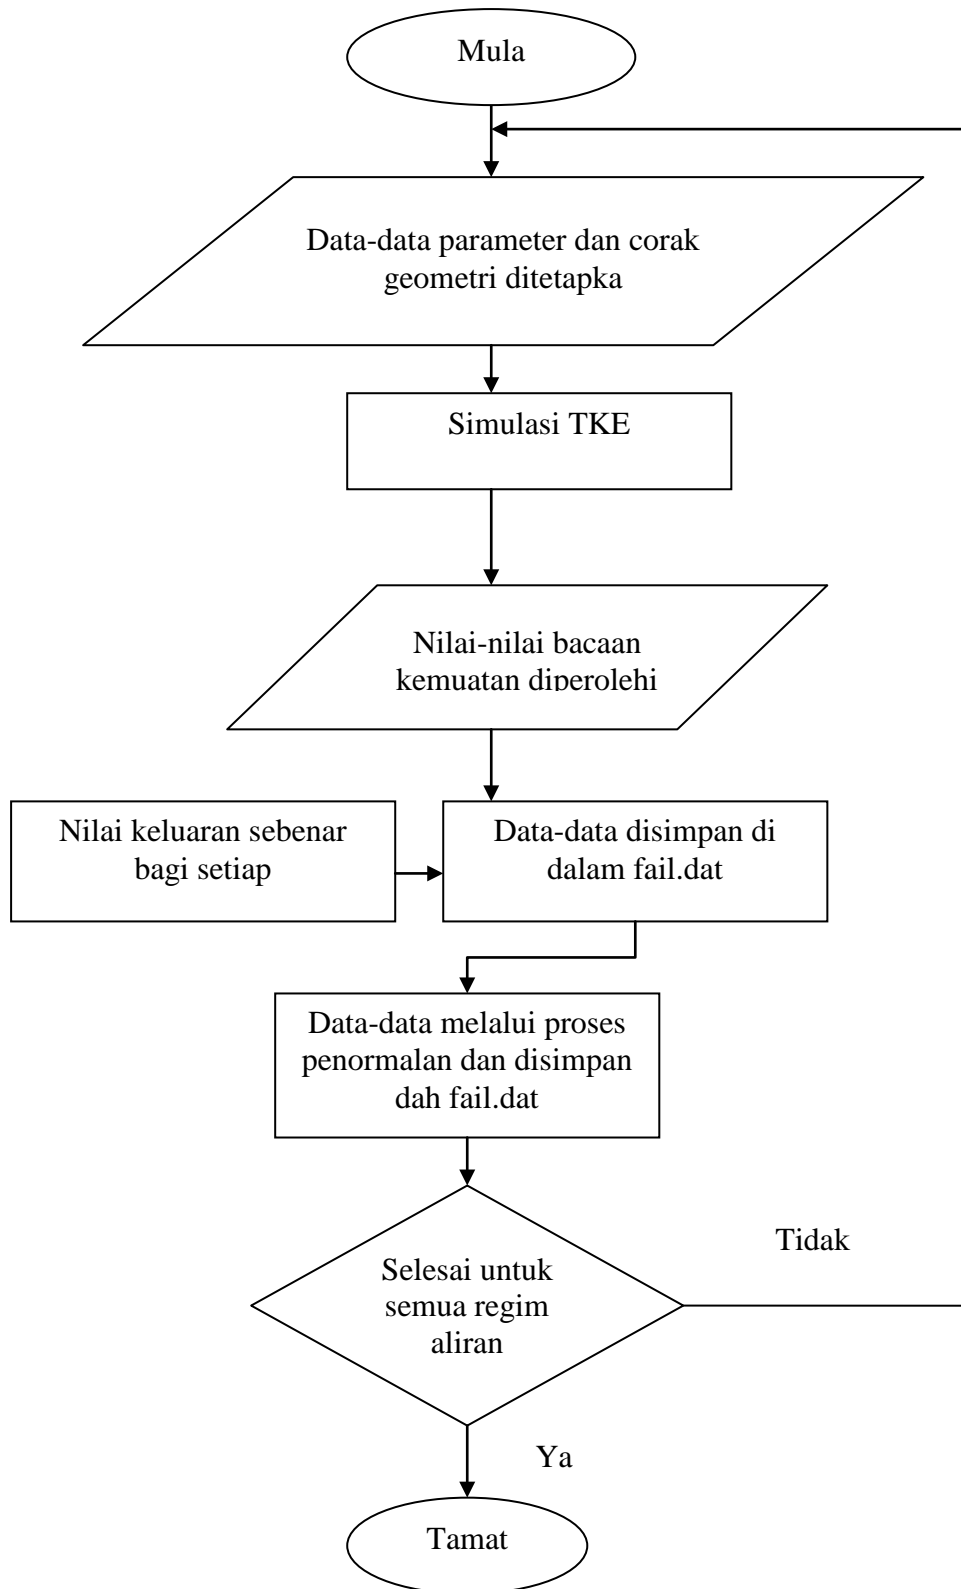 Mula
Data-data parameter dan corak
geometri ditetapka
Simulasi TKE
Nilai-nilai bacaan
kemuatan diperolehi
Nilai keluaran sebenar
bagi setiap
Data-data disimpan di
dalam fail.dat
Data-data melalui proses
penormalan dan disimpan
dah fail.dat
Selesai untuk
semua regim
aliran
Tidak
Ya
Tamat